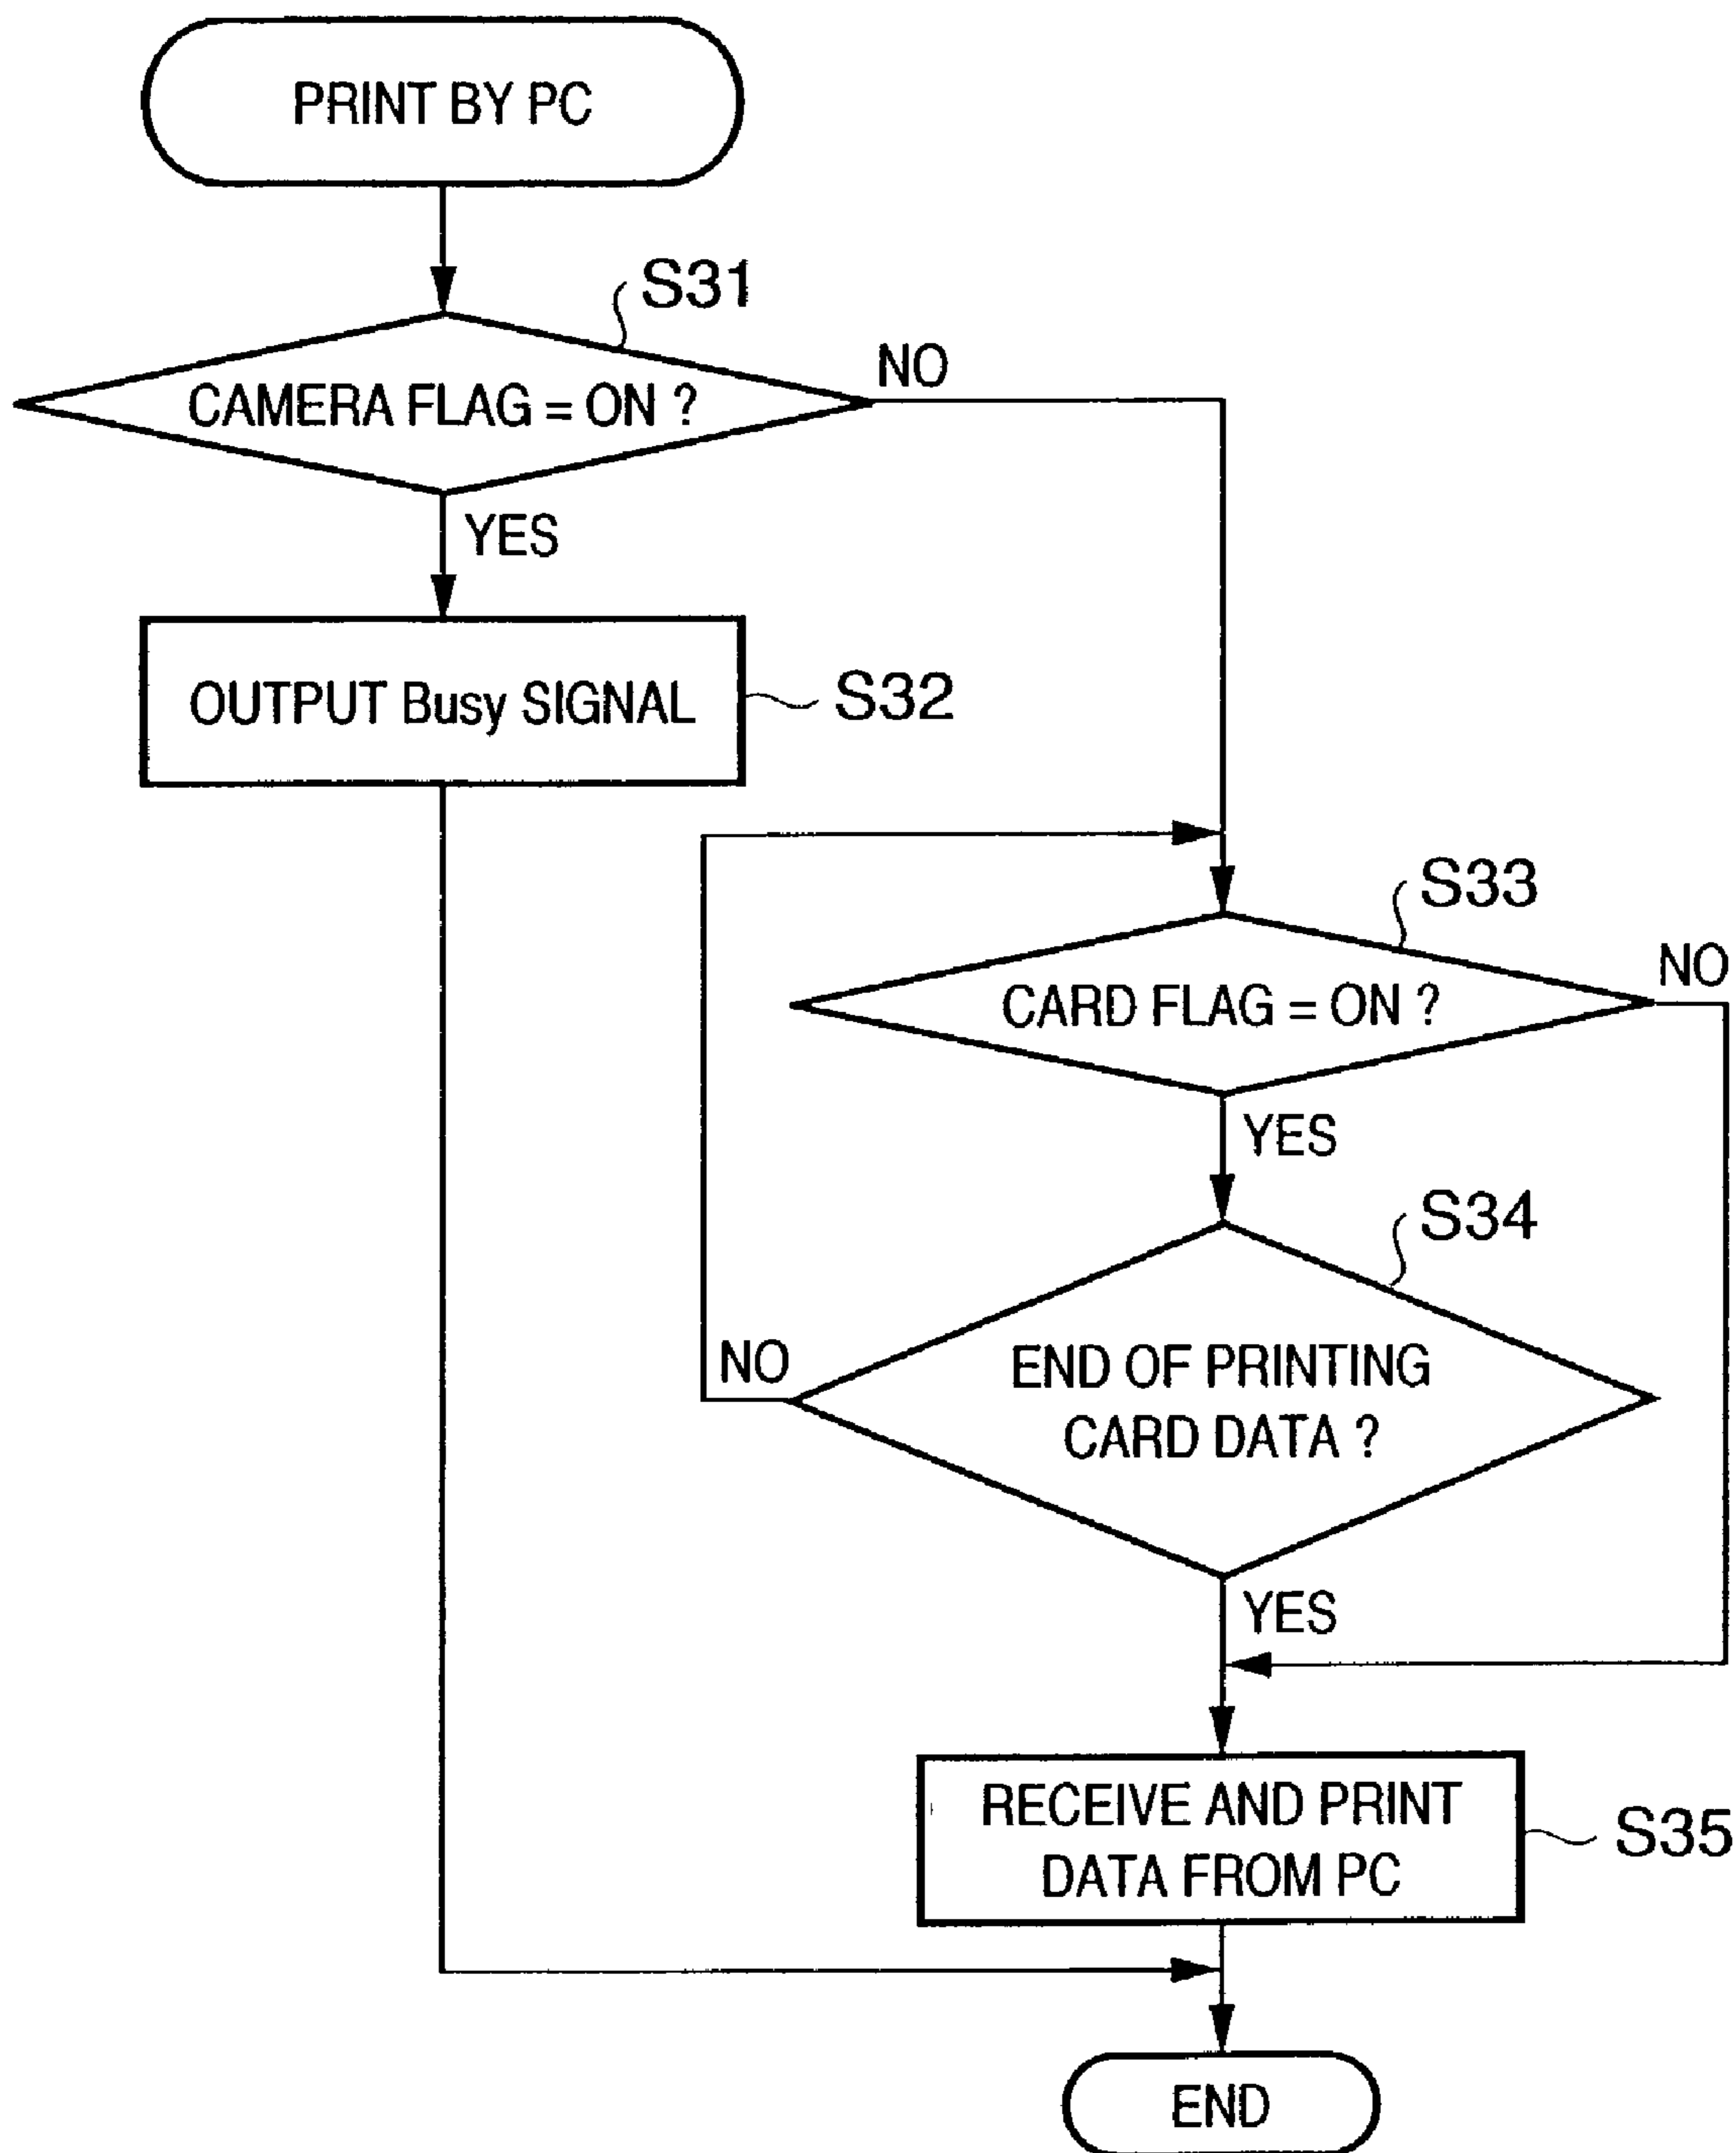 PRINT BY PC
S31
CAMERA FLAG = ON ?
NO
YES
OUTPUT Busy SIGNAL
S32
S33
CARD FLAG = ON ?
NO
YES
S34
END OF PRINTING
CARD DATA ?
NO
YES
RECEIVE AND PRINT
DATA FROM PC
S35
END